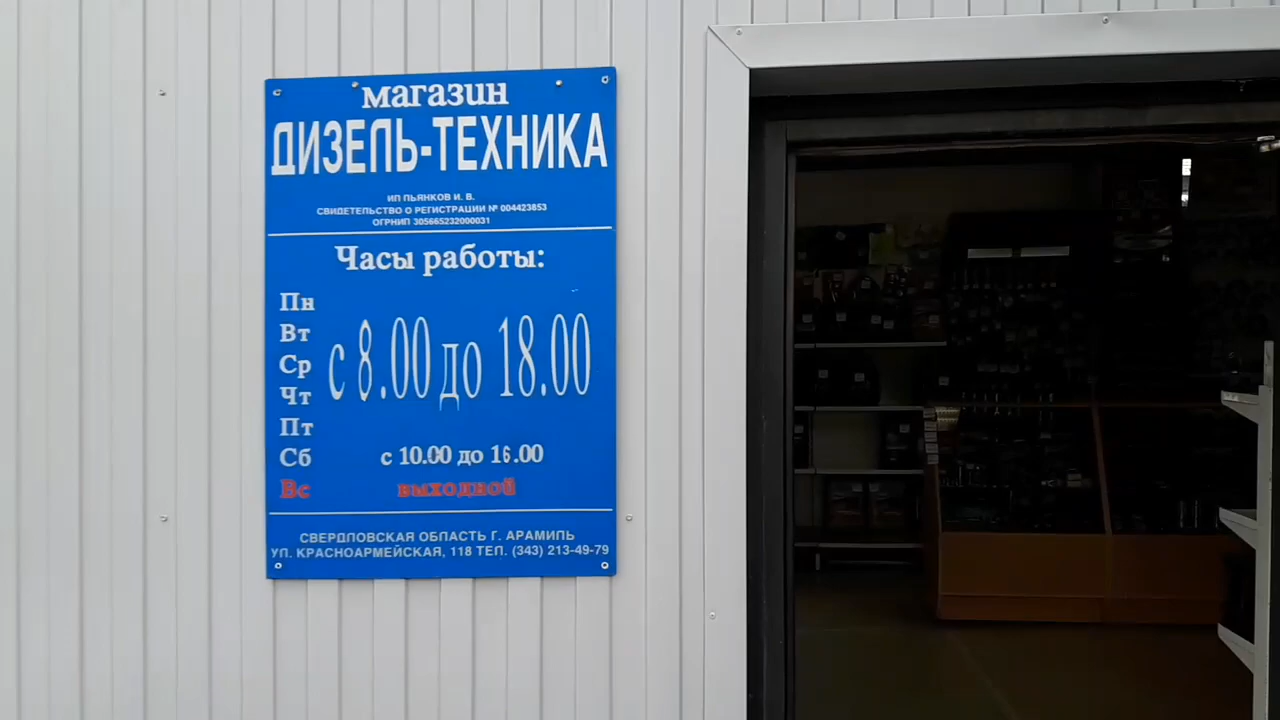 магазин
ДИЗЕЛЬ-ТЕХНИКА
ИП ПЬЯНКОВ И. В.
СВИДЕТЕЛЬСТВО О РЕГИСТРАЦИИ № 004423853
ОГРНИП 305665232000031
Часы работы:
Пн
Вт
Ср
Чт
Пт
с 8.00 до 18.00
Сб с 10.00 до 16.00
Вс выходной
СВЕРДЛОВСКАЯ ОБЛАСТЬ Г. АРАМИЛЬ
УЛ. КРАСНОАРМЕЙСКАЯ, 118 ТЕЛ. (343) 213-49-79